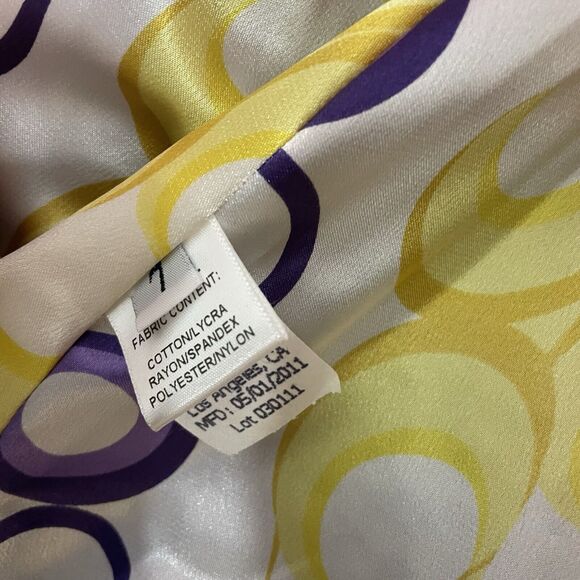 7
FABRIC CONTENT:
COTTON/LYCRA
RAYON/SPANDEX
POLYESTER/NYLON
Los Angeles, CA
MFD: 05/01/2011
Lot 030111